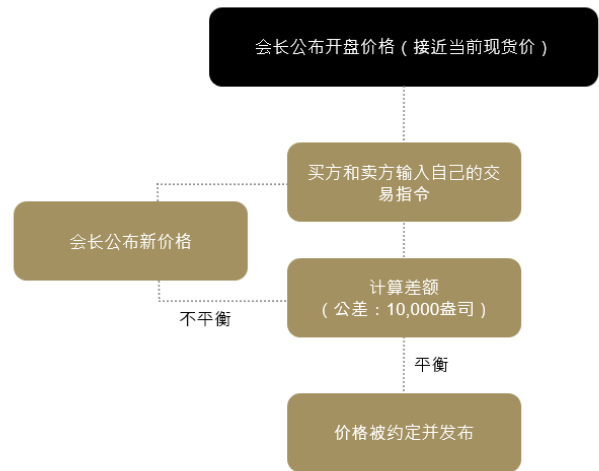 会长公布开盘价格（接近当前现货价）
买方和卖方输入自己的交
易指令
会长公布新价格
计算差额
（公差：10,000盎司）
不平衡
平衡
价格被约定并发布